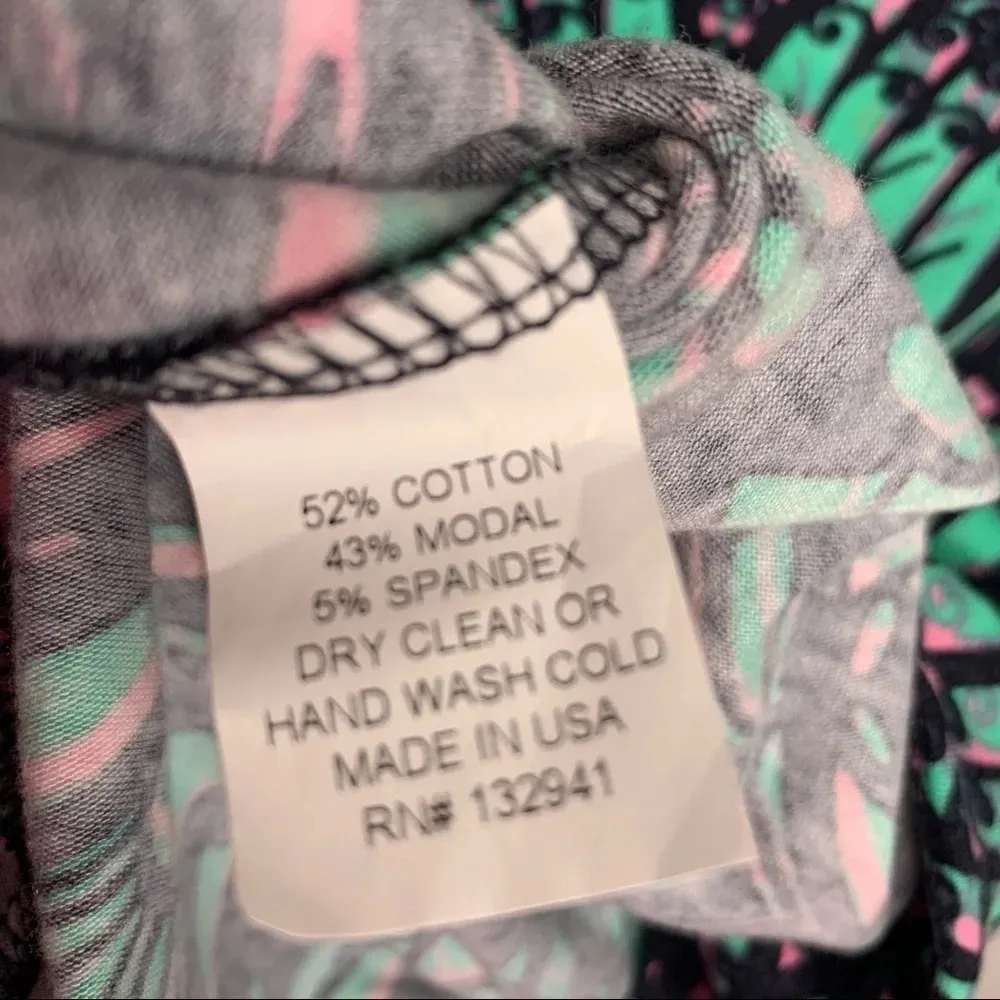 52% COTTON
43% MODAL
5% SPANDEX
DRY CLEAN OR
HAND WASH COLD
MADE IN USA
RN# 132941